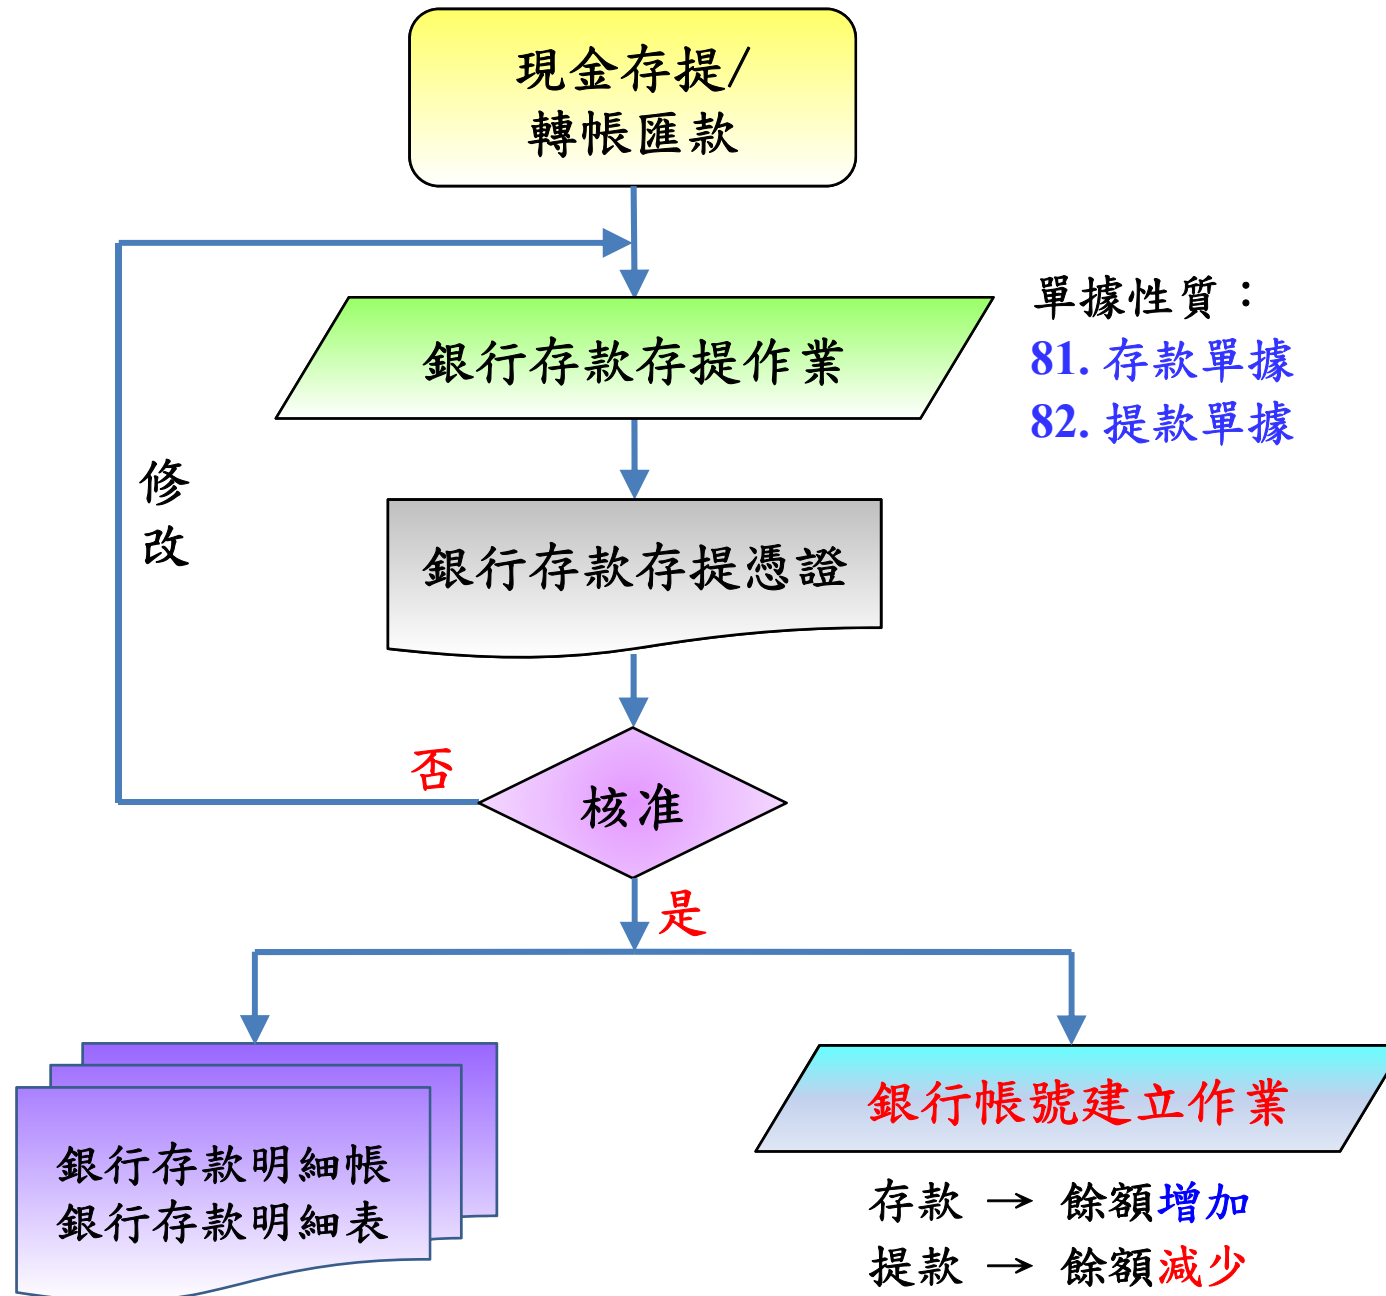 現金存提/
轉帳匯款
銀行存款存提作業
單據性質：
81. 存款單據
82. 提款單據
修
改
銀行存款存提憑證
否
核准
是
銀行存款明細帳
銀行存款明細表
銀行帳號建立作業
存款 → 餘額增加
提款 → 餘額減少